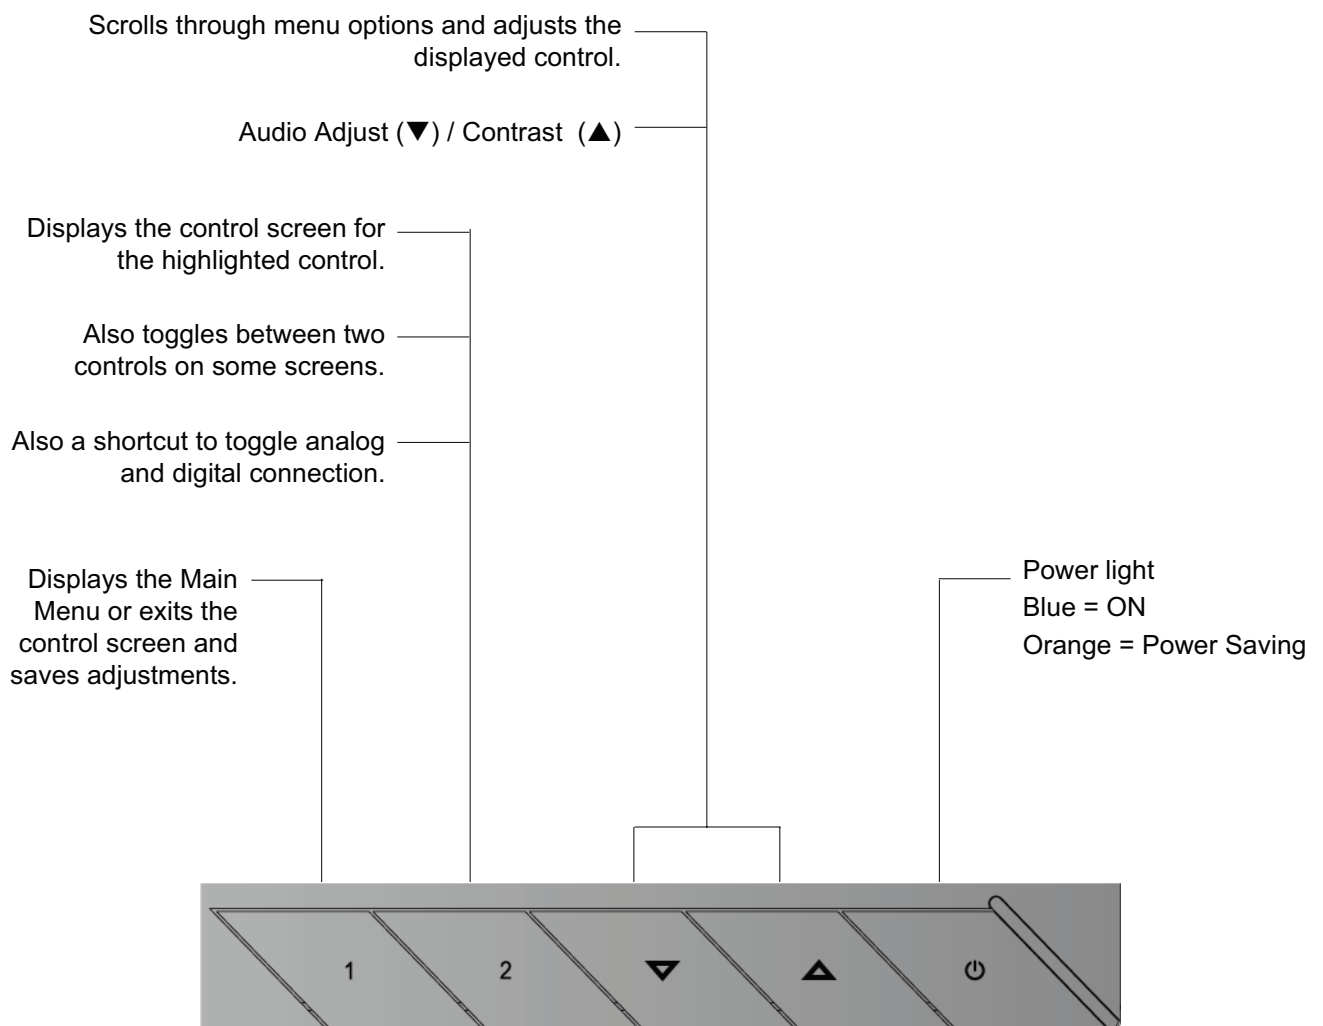 Scrolls through menu options and adjusts the
displayed control.
Audio Adjust (▼) / Contrast (▲)
Displays the control screen for
the highlighted control.
Also toggles between two
controls on some screens.
Also a shortcut to toggle analog
and digital connection.
Displays the Main
Menu or exits the
control screen and
saves adjustments.
Power light
Blue = ON
Orange = Power Saving
1 2